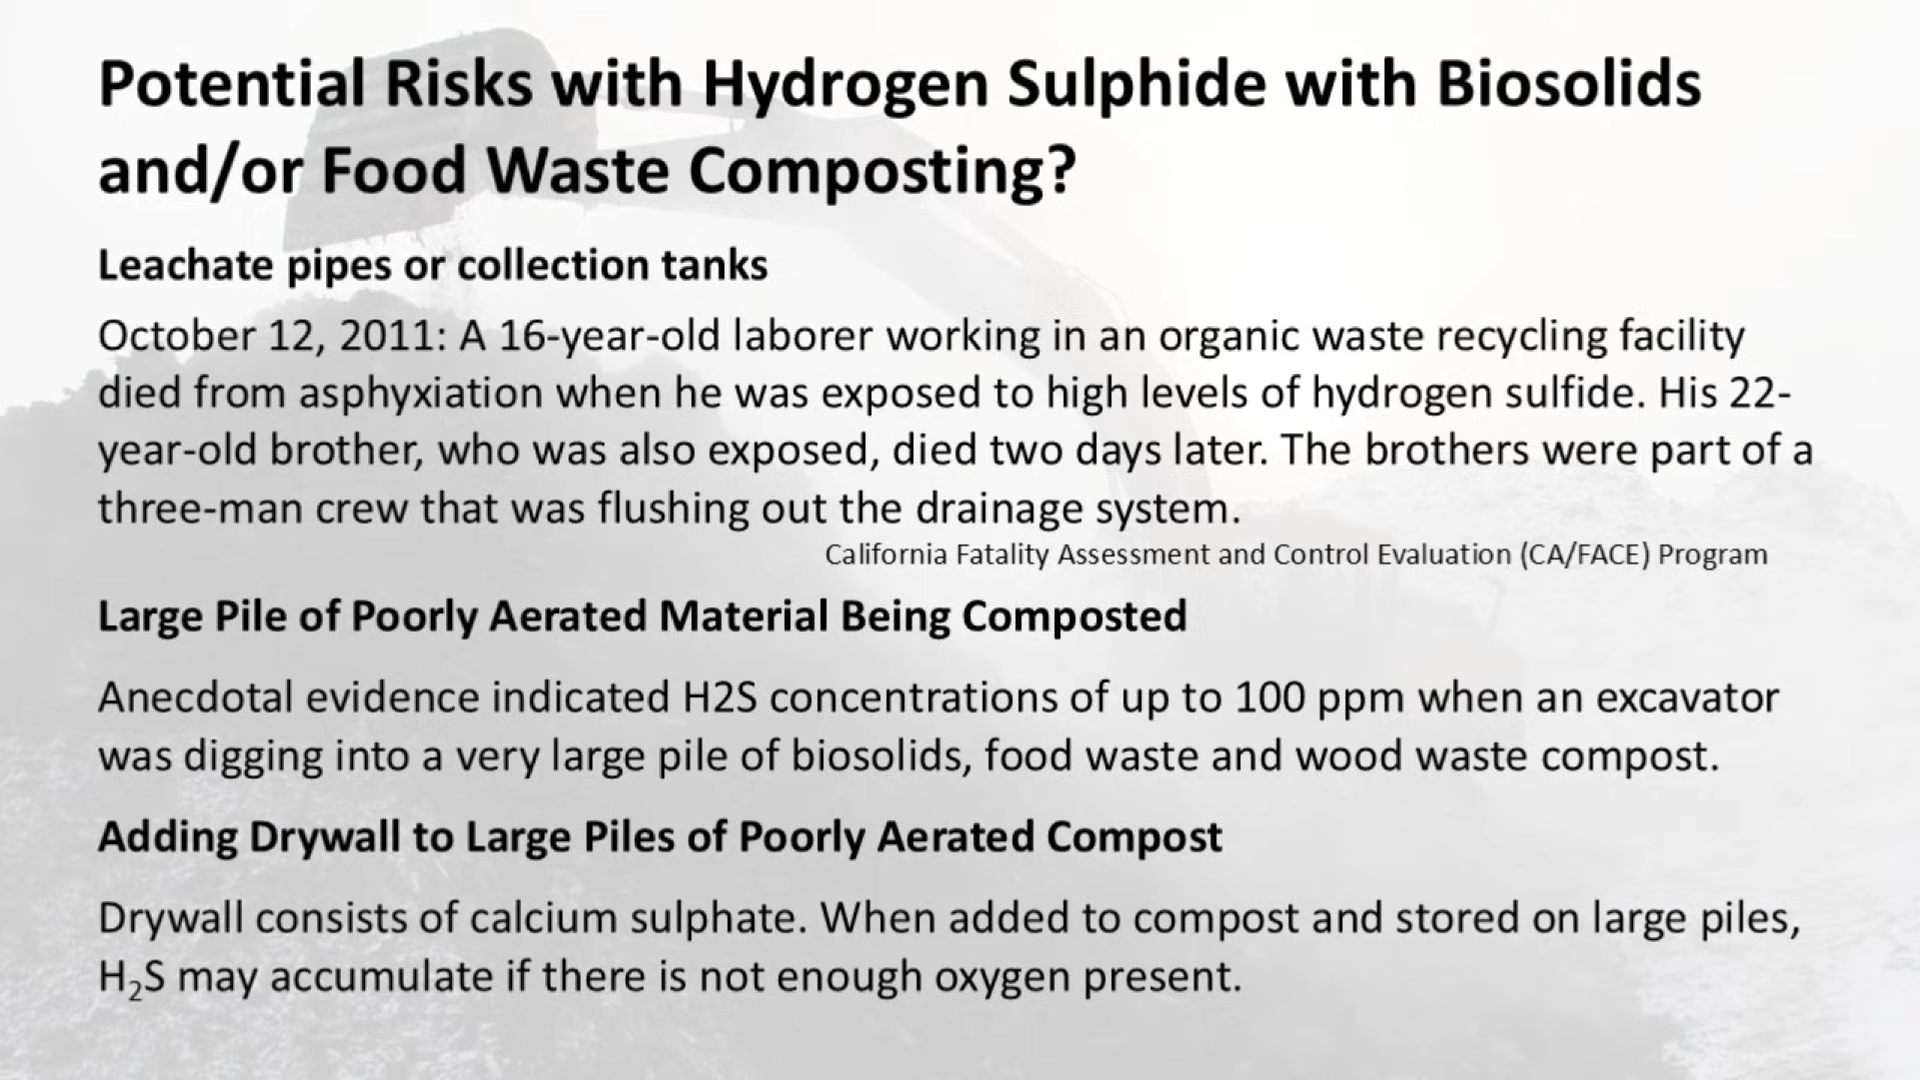 Potential Risks with Hydrogen Sulphide with Biosolids
and/or Food Waste Composting?
Leachate pipes or collection tanks
October 12, 2011: A 16-year-old laborer working in an organic waste recycling facility
died from asphyxiation when he was exposed to high levels of hydrogen sulfide. His 22-
year-old brother, who was also exposed, died two days later. The brothers were part of a
three-man crew that was flushing out the drainage system.
California Fatality Assessment and Control Evaluation (CA/FACE) Program
Large Pile of Poorly Aerated Material Being Composted
Anecdotal evidence indicated H2S concentrations of up to 100 ppm when an excavator
was digging into a very large pile of biosolids, food waste and wood waste compost.
Adding Drywall to Large Piles of Poorly Aerated Compost
Drywall consists of calcium sulphate. When added to compost and stored on large piles,
H₂S may accumulate if there is not enough oxygen present.